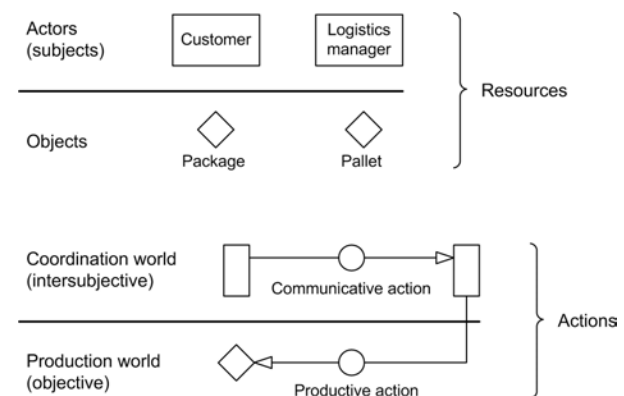 Actors
(subjects)
Customer
Logistics
manager
Resources
Objects
Package
Pallet
Coordination world
(intersubjective)
Communicative action
Actions
Production world
(objective)
Productive action